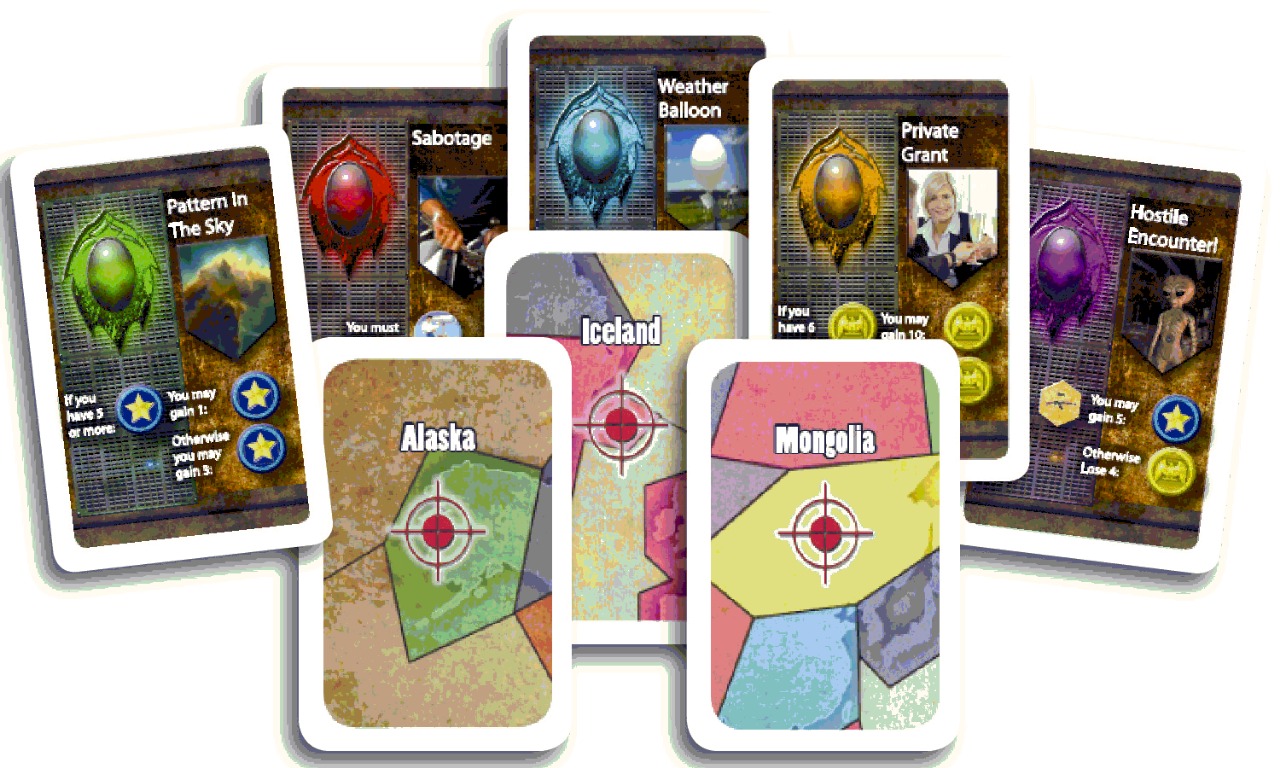 Pattern In
The Sky
If you
have 5
or more:
You may
gain 1:
Otherwise
you may
gain 3:
Sabotage
You must
Weather
Balloon
Private
Grant
If you
have 6
You may
gain 10:
Hostile
Encounter!
You may
gain 5:
Otherwise
Lose 4:
Iceland
Alaska
Mongolia